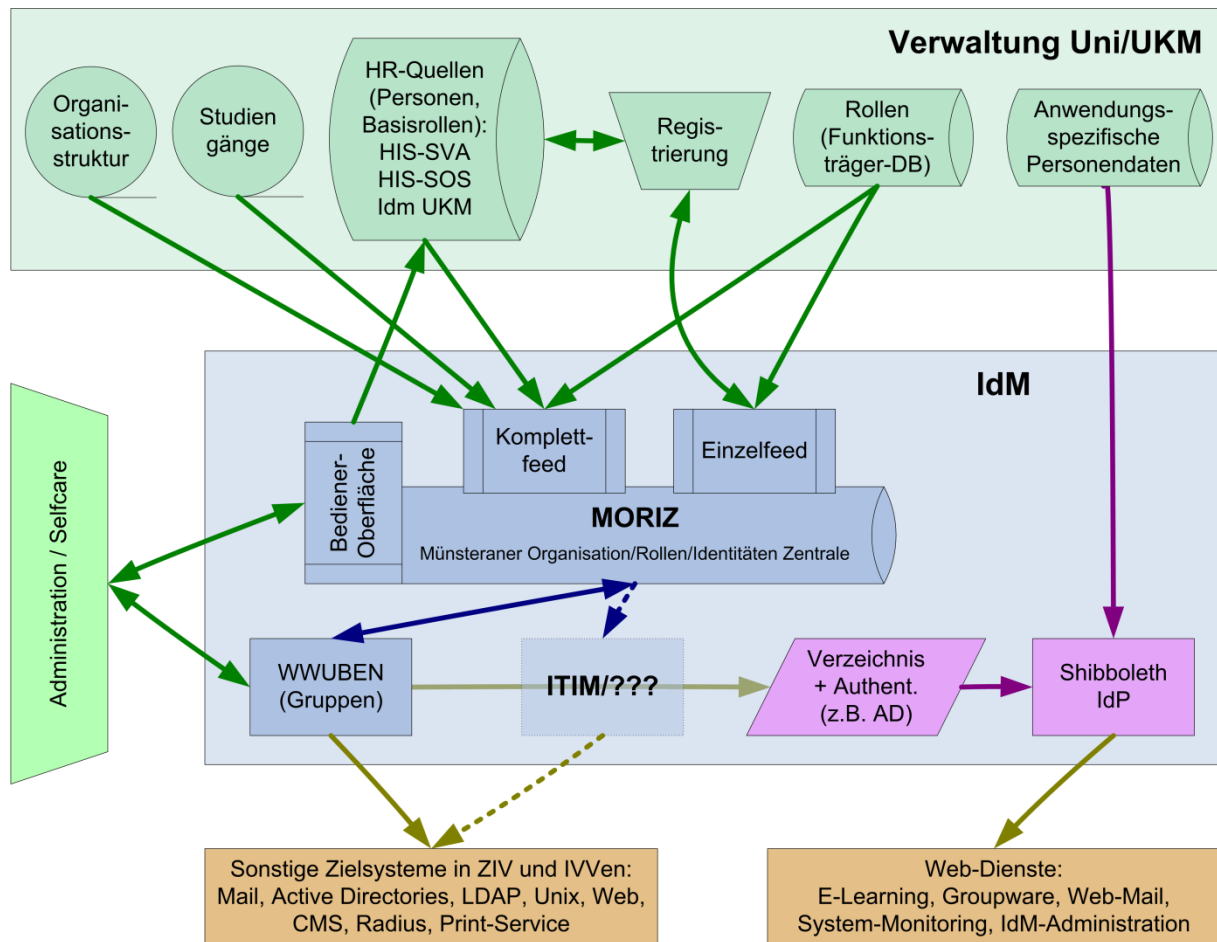 Verwaltung Uni/UKM
Organi-
sations-
struktur
Studien
gänge
HR-Quellen
(Personen,
Basisrollen):
HIS-SVA
HIS-SOS
Idm UKM
Regis-
trierung
Rollen
(Funktions-
träger-DB)
Anwendungs-
spezifische
Personendaten
IdM
Administration / Selfcare
Bediener-
Oberfläche
Komplett-
feed
Einzelfeed
MORIZ
Münsteraner Organisation/Rollen/Identitäten Zentrale
WWUBEN
(Gruppen)
ITIM/???
Verzeichnis
+ Authent.
(z.B. AD)
Shibboleth
IdP
Sonstige Zielsysteme in ZIV und IVVen:
Mail, Active Directories, LDAP, Unix, Web,
CMS, Radius, Print-Service
Web-Dienste:
E-Learning, Groupware, Web-Mail,
System-Monitoring, IdM-Administration